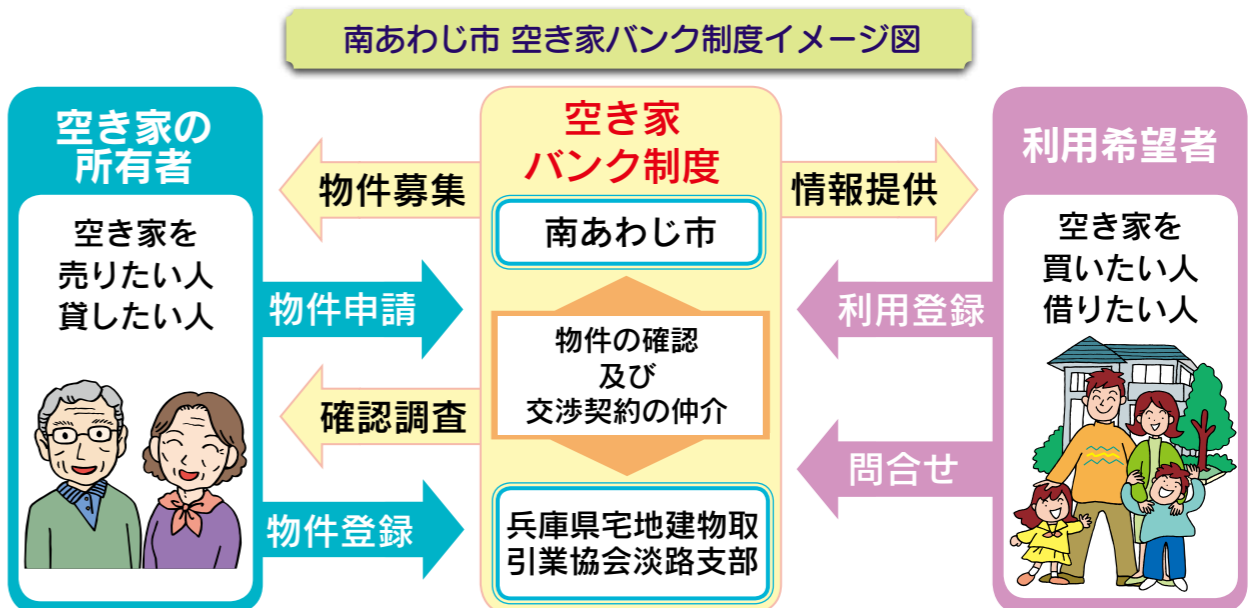 南あわじ市 空き家バンク制度イメージ図
空き家の
所有者
空き家を
売りたい人
貸したい人
物件募集
物件申請
確認調査
物件登録
空き家
バンク制度
南あわじ市
物件の確認
及び
交渉契約の仲介
兵庫県宅地建物取
引業協会淡路支部
情報提供
利用登録
問合せ
利用希望者
空き家を
買いたい人
借りたい人